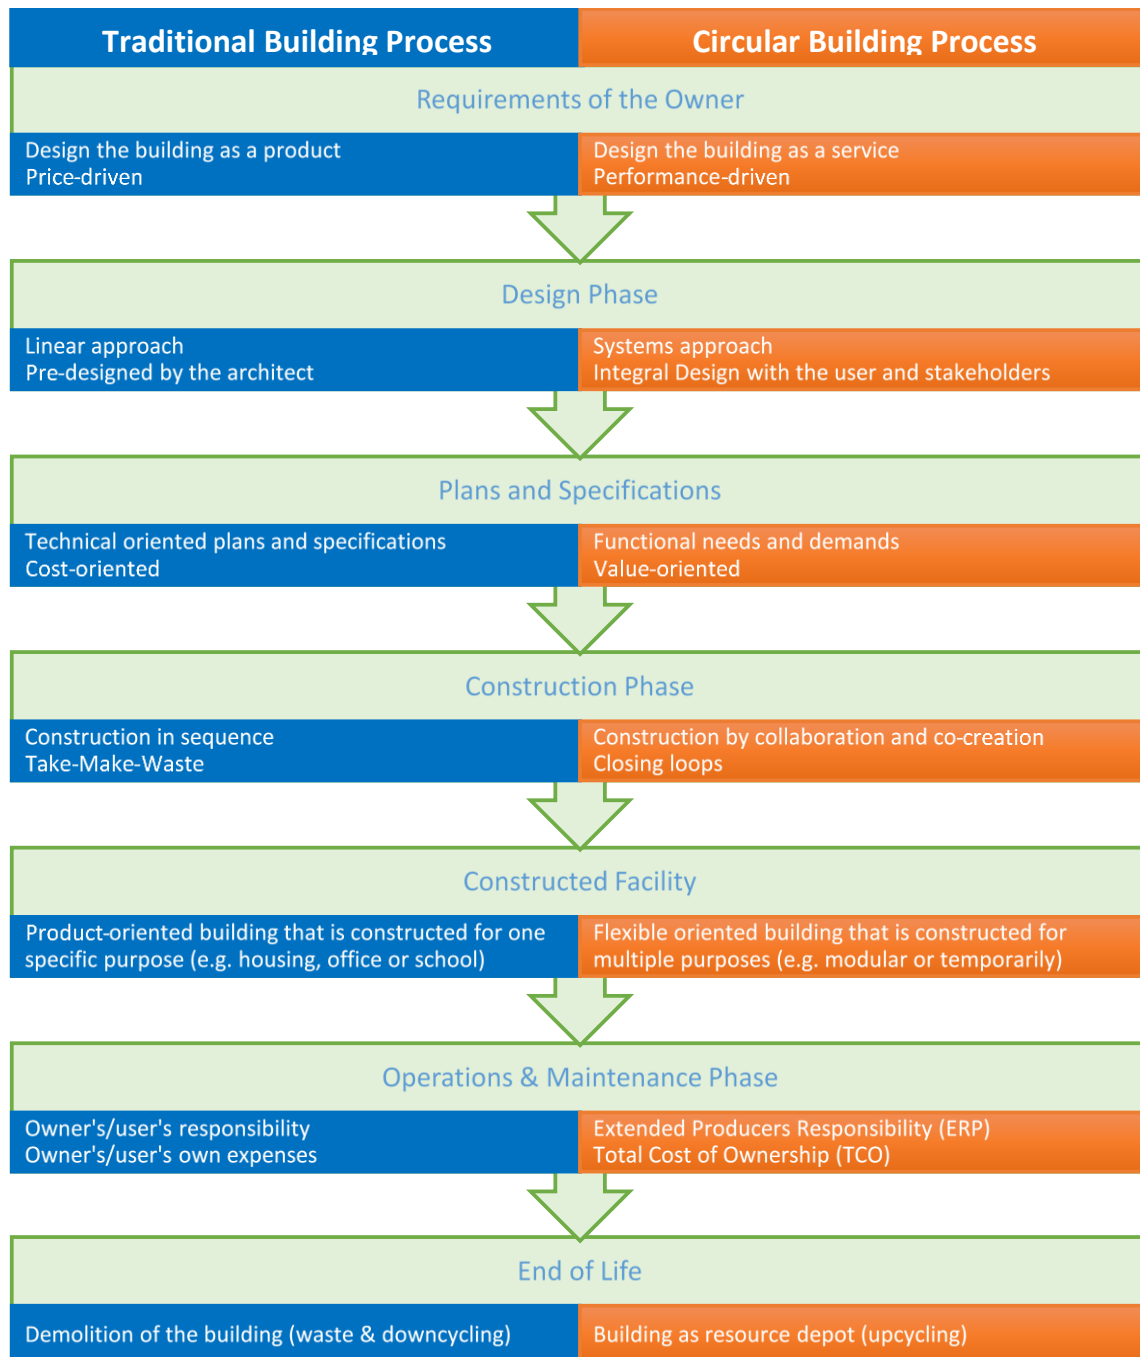 Traditional Building Process
Circular Building Process
Requirements of the Owner
Design the building as a product
Price-driven
Design the building as a service
Performance-driven
Design Phase
Linear approach
Pre-designed by the architect
Systems approach
Integral Design with the user and stakeholders
Plans and Specifications
Technical oriented plans and specifications
Cost-oriented
Functional needs and demands
Value-oriented
Construction Phase
Construction in sequence
Take-Make-Waste
Construction by collaboration and co-creation
Closing loops
Constructed Facility
Product-oriented building that is constructed for one
specific purpose (e.g. housing, office or school)
Flexible oriented building that is constructed for
multiple purposes (e.g. modular or temporarily)
Operations & Maintenance Phase
Owner's/user's responsibility
Owner's/user's own expenses
Extended Producers Responsibility (ERP)
Total Cost of Ownership (TCO)
End of Life
Demolition of the building (waste & downcycling)
Building as resource depot (upcycling)